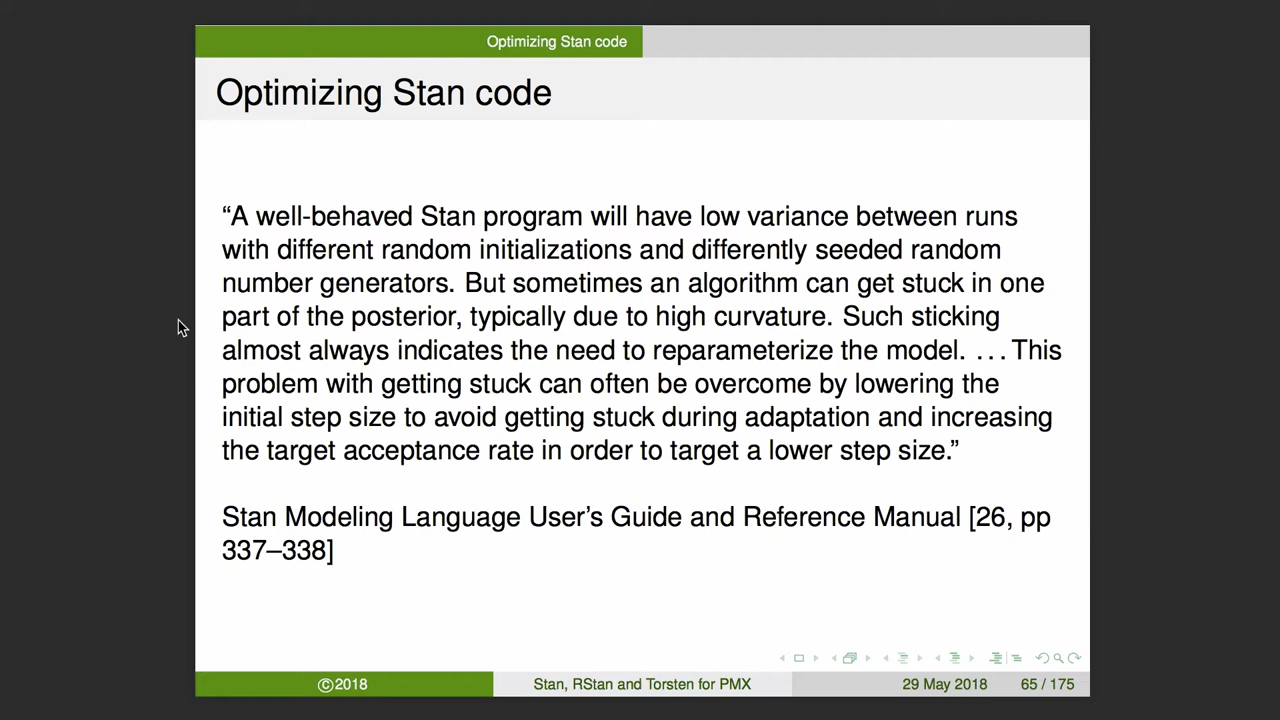 Optimizing Stan code
Optimizing Stan code
“A well-behaved Stan program will have low variance between runs
with different random initializations and differently seeded random
number generators. But sometimes an algorithm can get stuck in one
part of the posterior, typically due to high curvature. Such sticking
almost always indicates the need to reparameterize the model. ... This
problem with getting stuck can often be overcome by lowering the
initial step size to avoid getting stuck during adaptation and increasing
the target acceptance rate in order to target a lower step size.”
Stan Modeling Language User’s Guide and Reference Manual [26, pp
337–338]
©2018
Stan, RStan and Torsten for PMX
29 May 2018
65 / 175